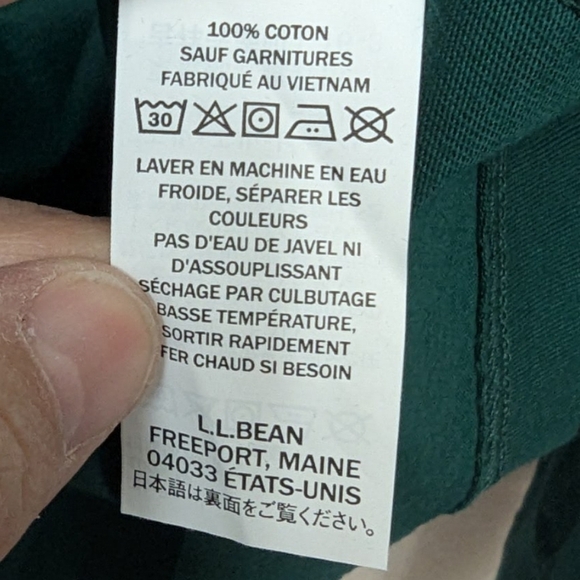 100% COTON
SAUF GARNITURES
FABRIQUÉ AU VIETNAM
30
LAVER EN MACHINE EN EAU
FROIDE, SÉPARER LES
COULEURS
PAS D'EAU DE JAVEL NI
D'ASSOUPLISSANT
SÉCHAGE PAR CULBUTAGE
BASSE TEMPÉRATURE,
SORTIR RAPIDEMENT
FER CHAUD SI BESOIN
L.L.BEAN
FREEPORT, MAINE
04033 ÉTATS-UNIS
日本語は裏面をご覧ください。